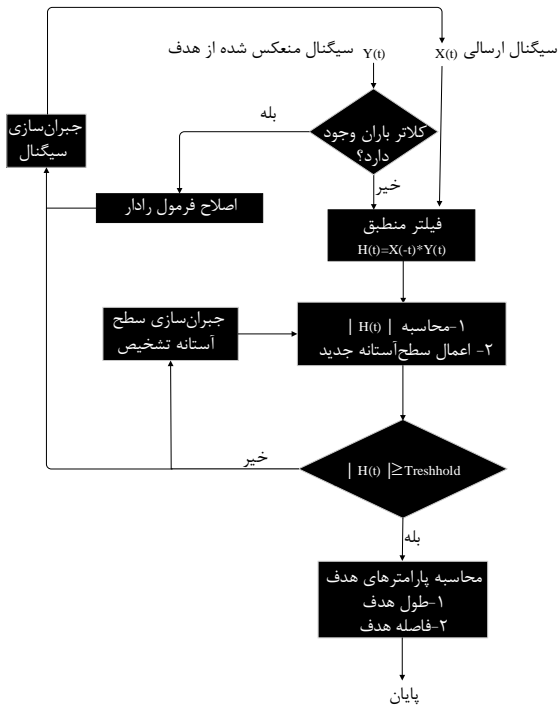 سیگنال ارسالی X(t)
سیگنال منعکس شده از هدف Y(t)
کلاتر باران وجود
دارد؟
بله
خیر
جبران‌سازی
سیگنال
اصلاح فرمول رادار
فیلتر منطبق
H(t)=X(-t)*Y(t)
جبران‌سازی سطح
آستانه تشخیص
۱-محاسبه | H(t) |
۲- اعمال سطح‌آستانه جدید
| H(t) |≥Treshhold
خیر
بله
محاسبه پارامترهای هدف
۱-طول هدف
۲-فاصله هدف
پایان